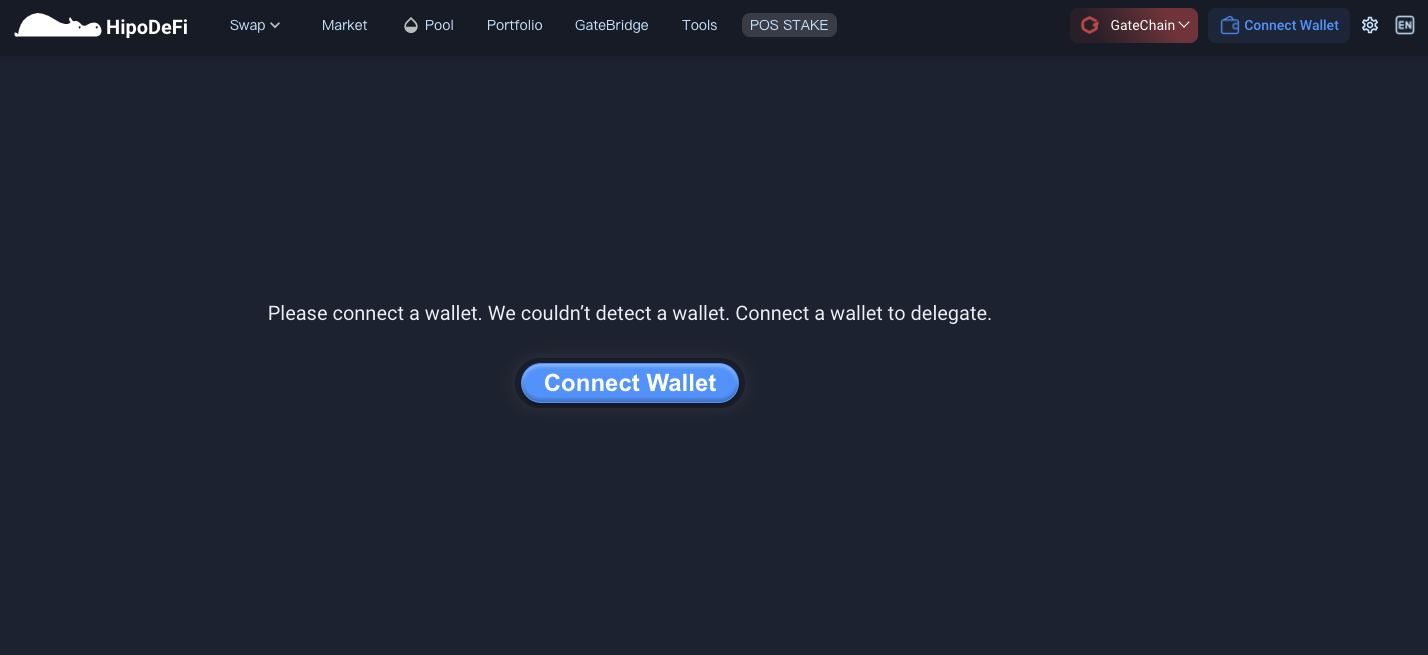 HipoDeFi Swap Market Pool Portfolio GateBridge Tools POS STAKE GateChain Connect Wallet EN
Please connect a wallet. We couldn’t detect a wallet. Connect a wallet to delegate.
Connect Wallet